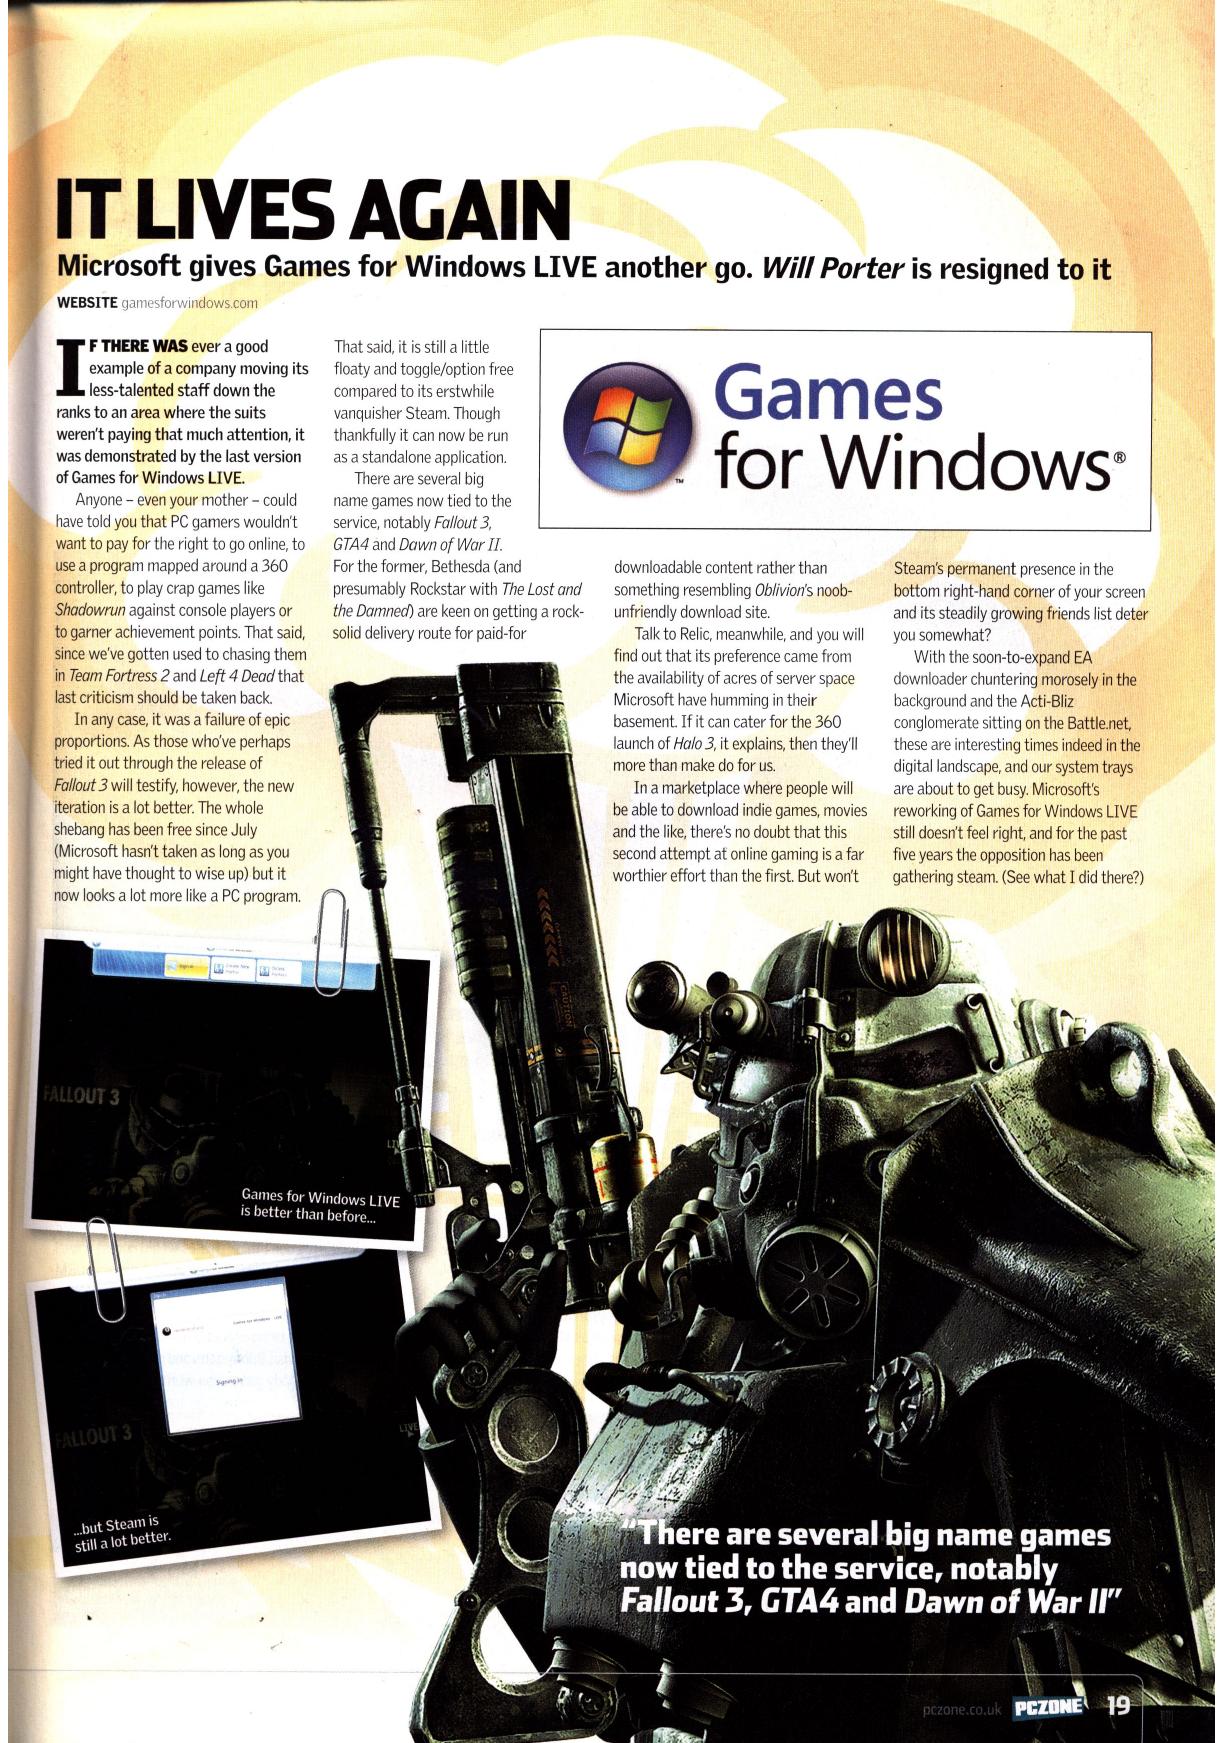 IT LIVES AGAIN
Microsoft gives Games for Windows LIVE another go. Will Porter is resigned to it
WEBSITE gamesforwindows.com
IF THERE WAS ever a good
example of a company moving its
less-talented staff down the
ranks to an area where the suits
weren't paying that much attention, it
was demonstrated by the last version
of Games for Windows LIVE.
Anyone – even your mother – could
have told you that PC gamers wouldn't
want to pay for the right to go online, to
use a program mapped around a 360
controller, to play crap games like
Shadowrun against console players or
to garner achievement points. That said,
since we've gotten used to chasing them
in Team Fortress 2 and Left 4 Dead that
last criticism should be taken back.
In any case, it was a failure of epic
proportions. As those who've perhaps
tried it out through the release of
Fallout 3 will testify, however, the new
iteration is a lot better. The whole
shebang has been free since July
(Microsoft hasn't taken as long as you
might have thought to wise up) but it
now looks a lot more like a PC program.
That said, it is still a little
floaty and toggle/option free
compared to its erstwhile
vanquisher Steam. Though
thankfully it can now be run
as a standalone application.
There are several big
name games now tied to the
service, notably Fallout 3,
GTA4 and Dawn of War II.
For the former, Bethesda (and
presumably Rockstar with The Lost and
the Damned) are keen on getting a rock-
solid delivery route for paid-for
Games
for Windows®
™
downloadable content rather than
something resembling Oblivion's noob-
unfriendly download site.
Talk to Relic, meanwhile, and you will
find out that its preference came from
the availability of acres of server space
Microsoft have humming in their
basement. If it can cater for the 360
launch of Halo 3, it explains, then they'll
more than make do for us.
In a marketplace where people will
be able to download indie games, movies
and the like, there's no doubt that this
second attempt at online gaming is a far
worthier effort than the first. But won't
Steam's permanent presence in the
bottom right-hand corner of your screen
and its steadily growing friends list deter
you somewhat?
With the soon-to-expand EA
downloader chuntering morosely in the
background and the Acti-Bliz
conglomerate sitting on the Battle.net,
these are interesting times indeed in the
digital landscape, and our system trays
are about to get busy. Microsoft's
reworking of Games for Windows LIVE
still doesn't feel right, and for the past
five years the opposition has been
gathering steam. (See what I did there?)
FALLOUT 3
Games for Windows LIVE
is better than before...
Signing in
FALLOUT 3
LIVE
...but Steam is
still a lot better.
CAUTION
"There are several big name games
now tied to the service, notably
Fallout 3, GTA4 and Dawn of War II"
pczone.co.uk PCZONE 19